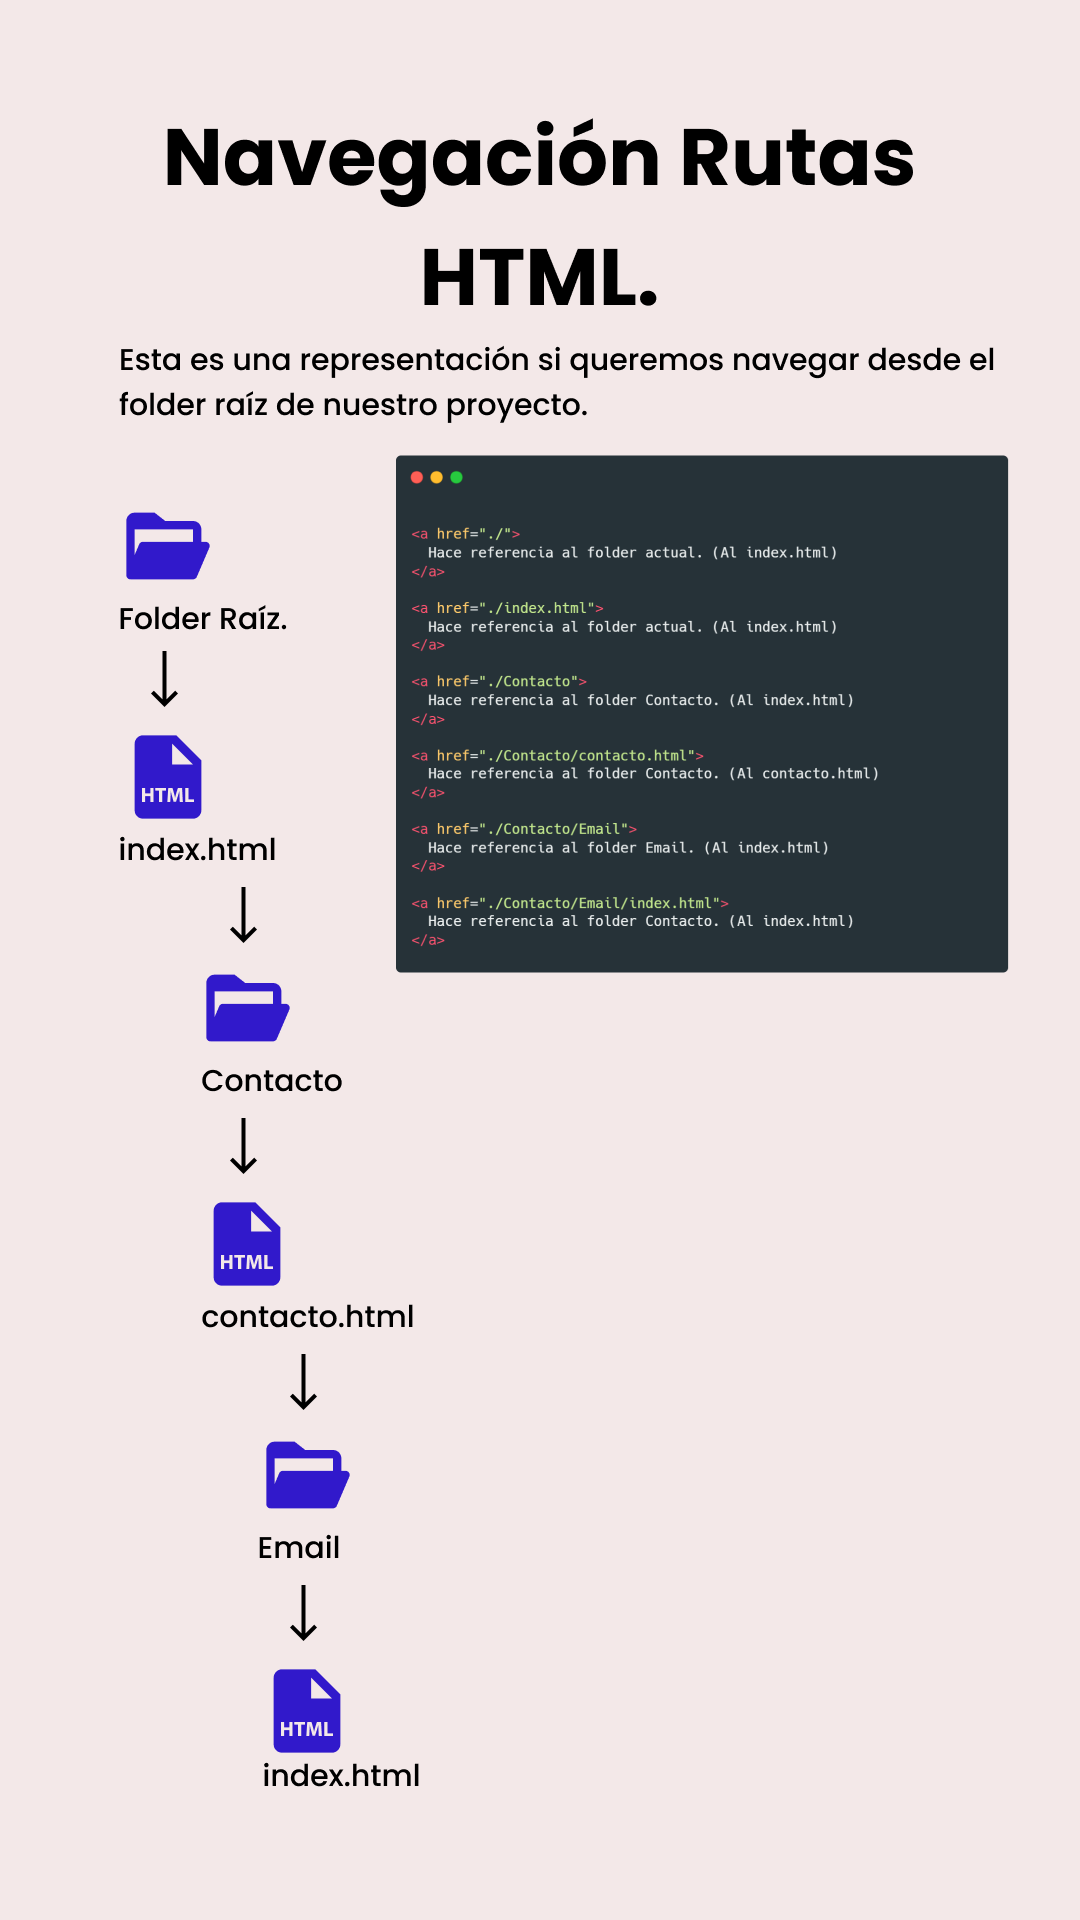 Navegación Rutas
HTML.
Esta es una representación si queremos navegar desde el
folder raíz de nuestro proyecto.
Folder Raíz.
HTML
index.html
Contacto
HTML
contacto.html
Email
HTML
index.html
<a href="./">
Hace referencia al folder actual. (Al index.html)
</a>
<a href="./index.html">
Hace referencia al folder actual. (Al index.html)
</a>
<a href="./Contacto">
Hace referencia al folder Contacto. (Al index.html)
</a>
<a href="./Contacto/contacto.html">
Hace referencia al folder Contacto. (Al contacto.html)
</a>
<a href="./Contacto/Email">
Hace referencia al folder Email. (Al index.html)
</a>
<a href="./Contacto/Email/index.html">
Hace referencia al folder Contacto. (Al index.html)
</a>